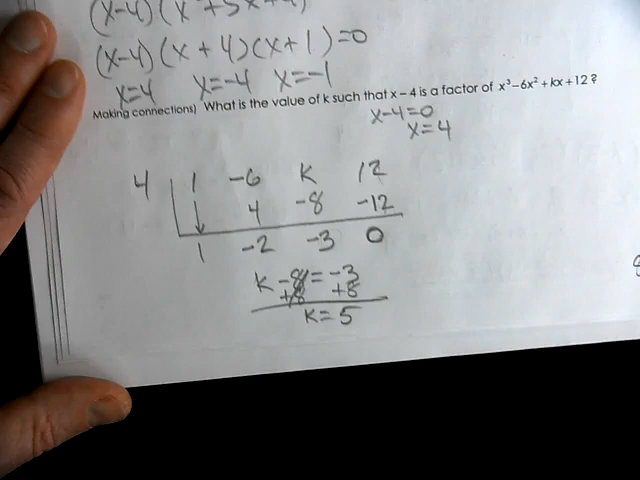 (x-4)(x
(x-4)(x+4)(x+1)=0
x=4 x=-4 x=-1
Making connections) What is the value of k such that x – 4 is a factor of x³ – 6x² + kx + 12 ?
x-4=0
x=4
4 1 -6 K 12
4 -8 -12
1 -2 -3 0
K -8 = -3
+8 +8
K = 5